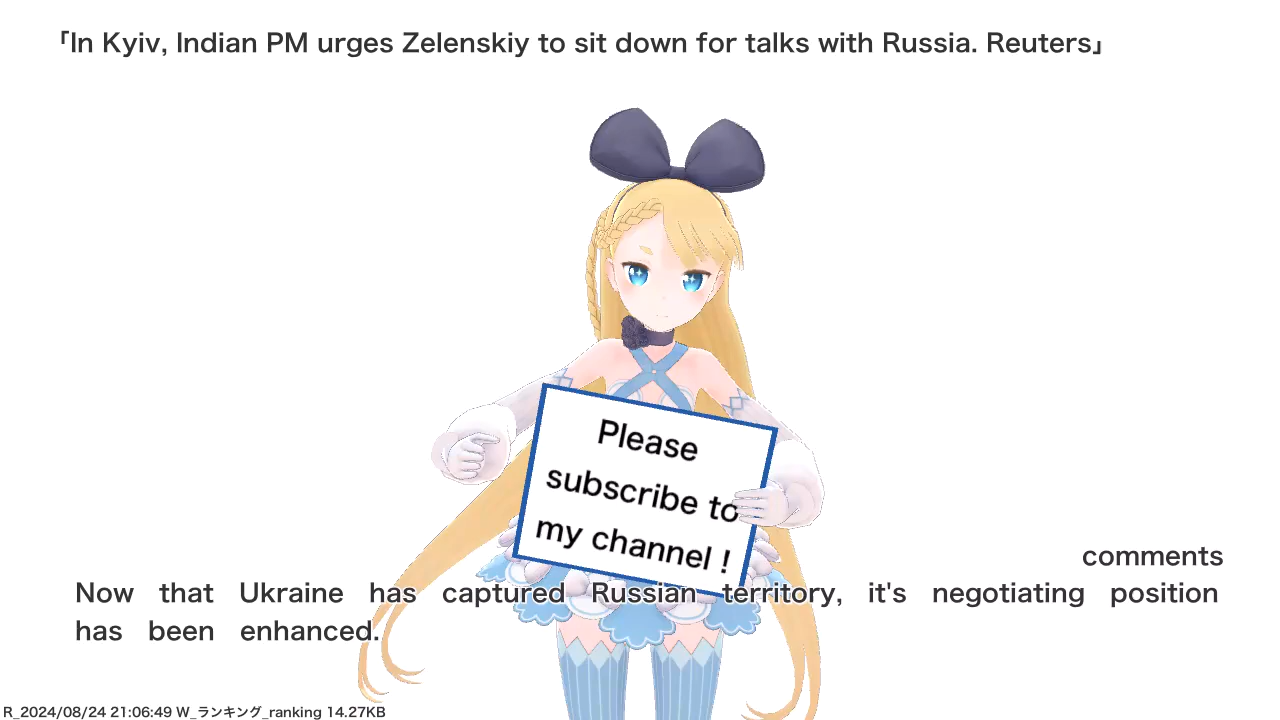 「In Kyiv, Indian PM urges Zelenskiy to sit down for talks with Russia. Reuters」
Please
subscribe to
my channel !
comments
Now that Ukraine has captured Russian territory, it's negotiating position
has been enhanced.
R_2024/08/24 21:06:49 W_ランキング_ranking 14.27KB